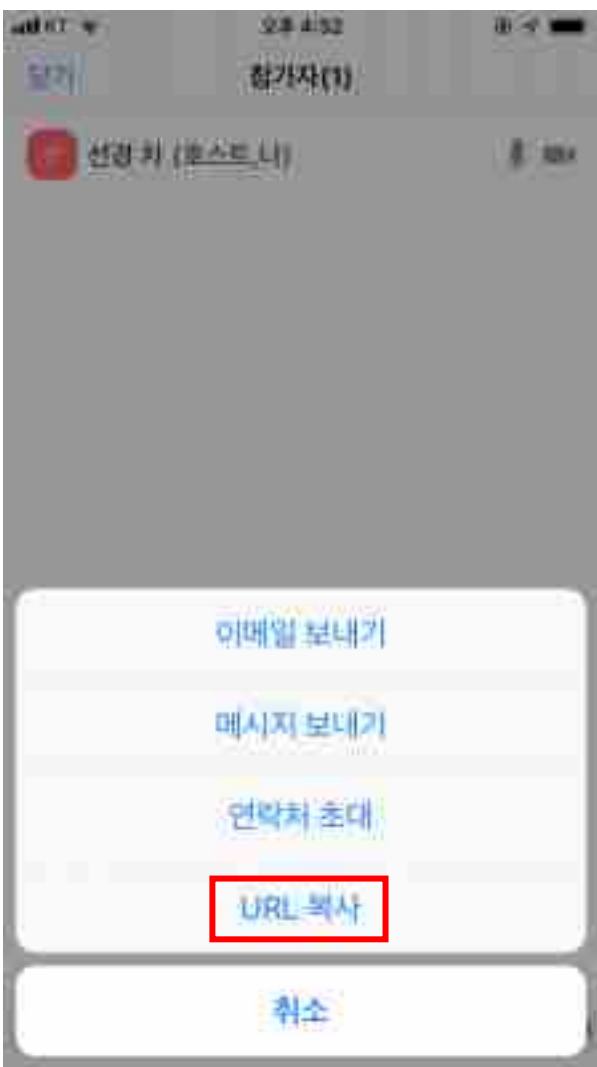 오후 4:52
닫기
참가자(1)
선경 차 (호스트,나)
이메일 보내기
메시지 보내기
연락처 초대
URL 복사
취소